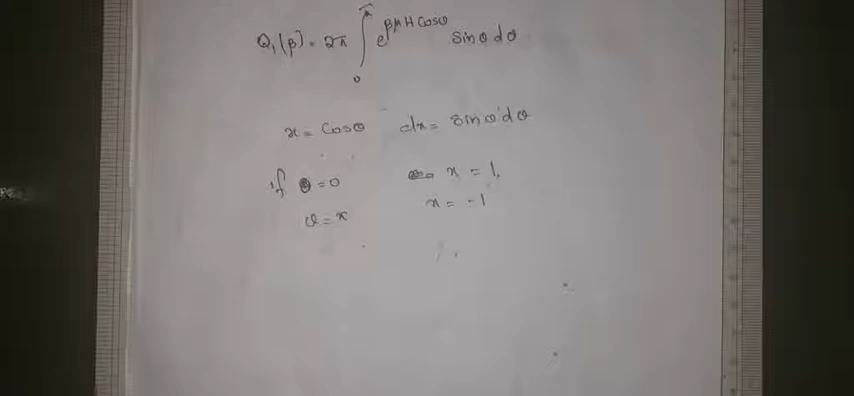 Q₁(β) = 2π ∫₀^π e^{βμH Cosθ} Sinθ dθ
x = Cosθ dx = Sinθ dθ
if θ = 0 x = 1,
θ = π x = -1